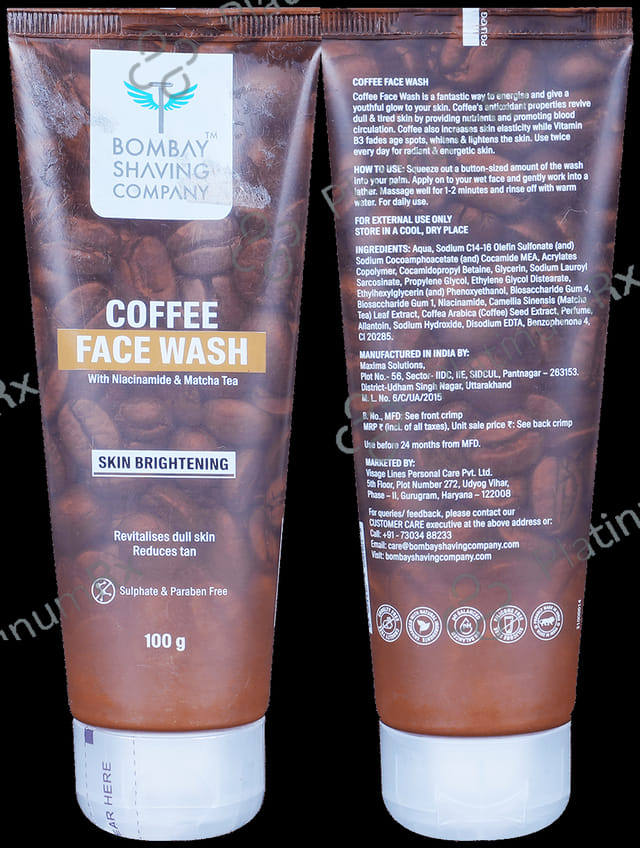 BOMBAY™
SHAVING
COMPANY
COFFEE
FACE WASH
With Niacinamide & Matcha Tea
SKIN BRIGHTENING
Revitalises dull skin
Reduces tan
Sulphate & Paraben Free
100 g
AR HERE
COFFEE FACE WASH
Coffee Face Wash is a fantastic way to energise and give a
youthful glow to your skin. Coffee's antioxidant properties revive
dull & tired skin by providing nutrients and promoting blood
circulation. Coffee also increases skin elasticity while Vitamin
B3 fades age spots, whitens & lightens the skin. Use twice
every day for radiant & energetic skin.
HOW TO USE: Squeeze out a button-sized amount of the wash
into your palm. Apply on to your wet face and gently work into a
lather. Massage well for 1-2 minutes and rinse off with warm
water. For daily use.
FOR EXTERNAL USE ONLY
STORE IN A COOL, DRY PLACE
INGREDIENTS: Aqua, Sodium C14-16 Olefin Sulfonate (and)
Sodium Cocoamphoacetate (and) Cocamide MEA, Acrylates
Copolymer, Cocamidopropyl Betaine, Glycerin, Sodium Lauroyl
Sarcosinate, Propylene Glycol, Ethylene Glycol Distearate,
Ethylhexylglycerin (and) Phenoxyethanol, Biosaccharide Gum 4,
Biosaccharide Gum 1, Niacinamide, Camellia Sinensis (Matcha
Tea) Leaf Extract, Coffea Arabica (Coffee) Seed Extract, Perfume,
Allantoin, Sodium Hydroxide, Disodium EDTA, Benzophenone 4,
CI 20285.
MANUFACTURED IN INDIA BY:
Maxima Solutions,
Plot No.- 56, Sector- IIDC, IIE, SIDCUL, Pantnagar – 263153.
District-Udham Singh Nagar, Uttarakhand
M. L. No. 6/C/UA/2015
B. No., MFD: See front crimp
MRP ₹ (incl. of all taxes), Unit sale price ₹: See back crimp
Use before 24 months from MFD.
MARKETED BY:
Visage Lines Personal Care Pvt. Ltd.
5th Floor, Plot Number 272, Udyog Vihar,
Phase – II, Gurugram, Haryana – 122008
For queries/ feedback, please contact our
CUSTOMER CARE executive at the above address or:
Call: +91 - 73034 88233
Email: care@bombayshavingcompany.com
Visit: bombayshavingcompany.com